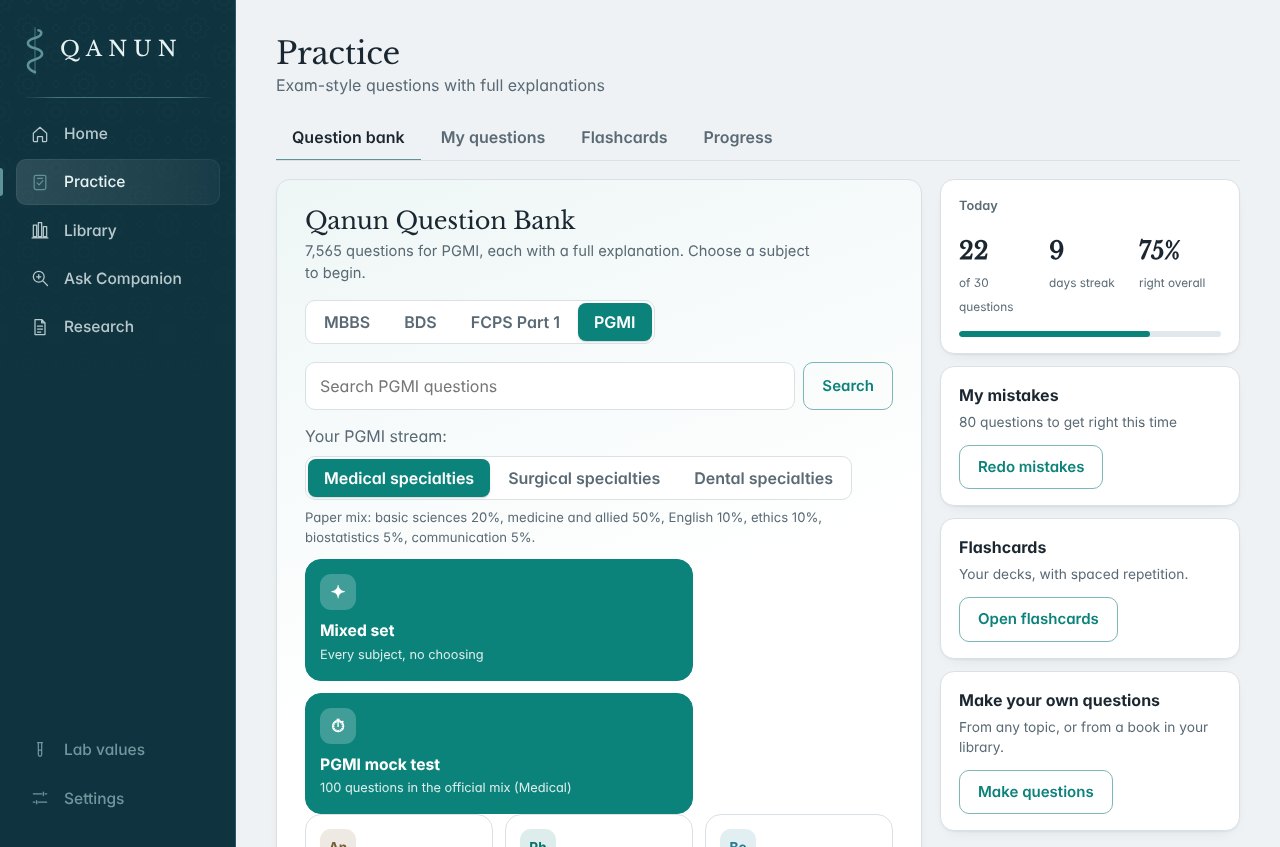 QANUN
Home
Practice
Library
Ask Companion
Research
Lab values
Settings
Practice
Exam-style questions with full explanations
Question bank
My questions
Flashcards
Progress
Qanun Question Bank
7,565 questions for PGMI, each with a full explanation. Choose a subject
to begin.
MBBS
BDS
FCPS Part 1
PGMI
Search PGMI questions
Search
Your PGMI stream:
Medical specialties
Surgical specialties
Dental specialties
Paper mix: basic sciences 20%, medicine and allied 50%, English 10%, ethics 10%,
biostatistics 5%, communication 5%.
Mixed set
Every subject, no choosing
PGMI mock test
100 questions in the official mix (Medical)
Today
22
of 30
questions
9
days streak
75%
right overall
My mistakes
80 questions to get right this time
Redo mistakes
Flashcards
Your decks, with spaced repetition.
Open flashcards
Make your own questions
From any topic, or from a book in your
library.
Make questions